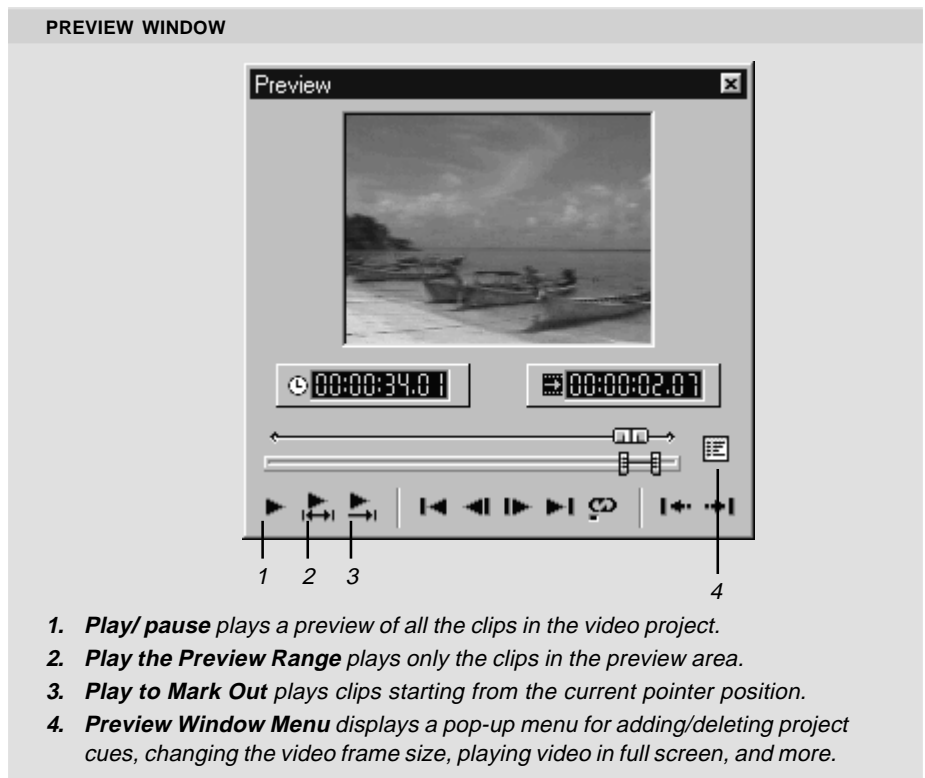 PREVIEW WINDOW
Preview
00:00:34.01 00:00:02.07
1 2 3
4
1. Play/ pause plays a preview of all the clips in the video project.
2. Play the Preview Range plays only the clips in the preview area.
3. Play to Mark Out plays clips starting from the current pointer position.
4. Preview Window Menu displays a pop-up menu for adding/deleting project
cues, changing the video frame size, playing video in full screen, and more.